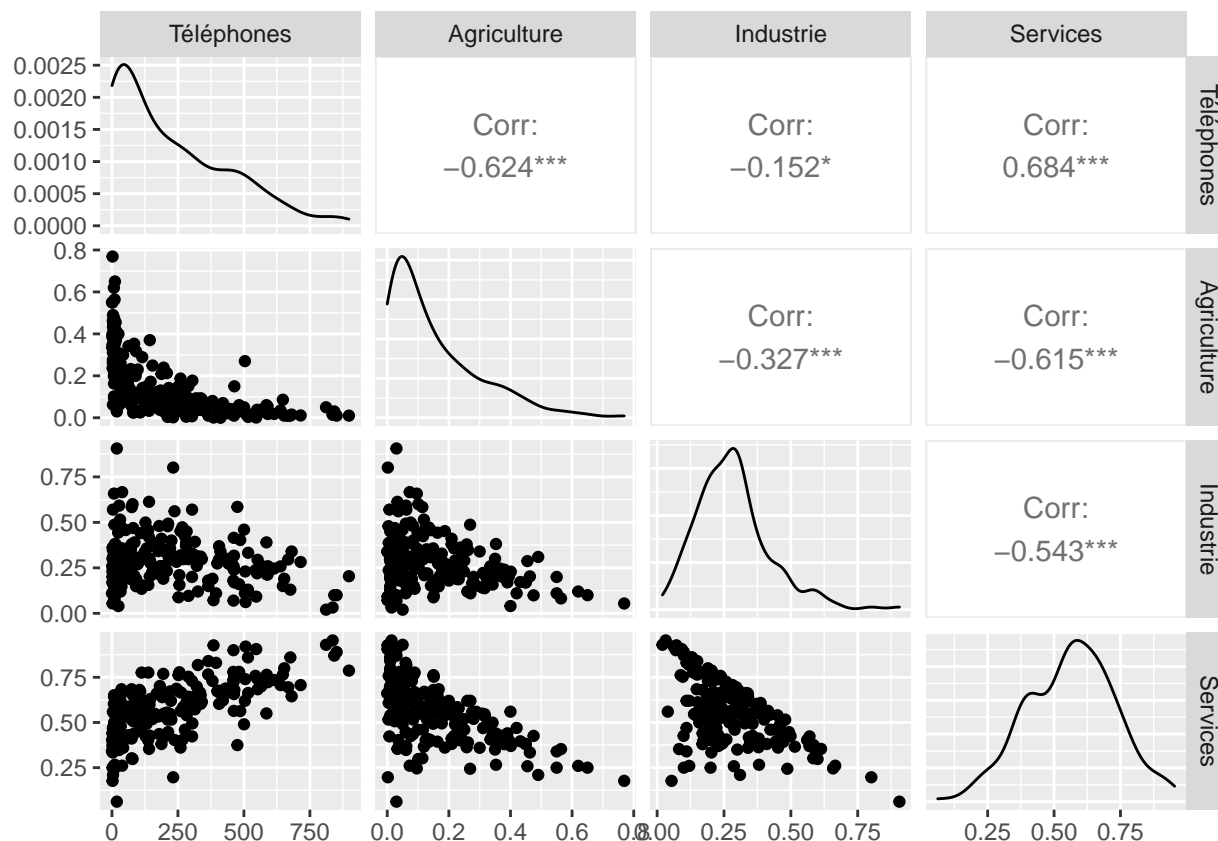 Téléphones Agriculture Industrie Services
0.0025
0.0020
0.0015
0.0010
0.0005
0.0000
Corr:
−0.624***
Corr:
−0.152*
Corr:
0.684***
Téléphones
0.8
0.6
0.4
0.2
0.0
Corr:
−0.327***
Corr:
−0.615***
Agriculture
0.75
0.50
0.25
0.00
Corr:
−0.543***
Industrie
0.75
0.50
0.25
Services
0 250 500 750 0.0 0.2 0.4 0.6 0.8 0.00 0.25 0.50 0.75 0.25 0.50 0.75